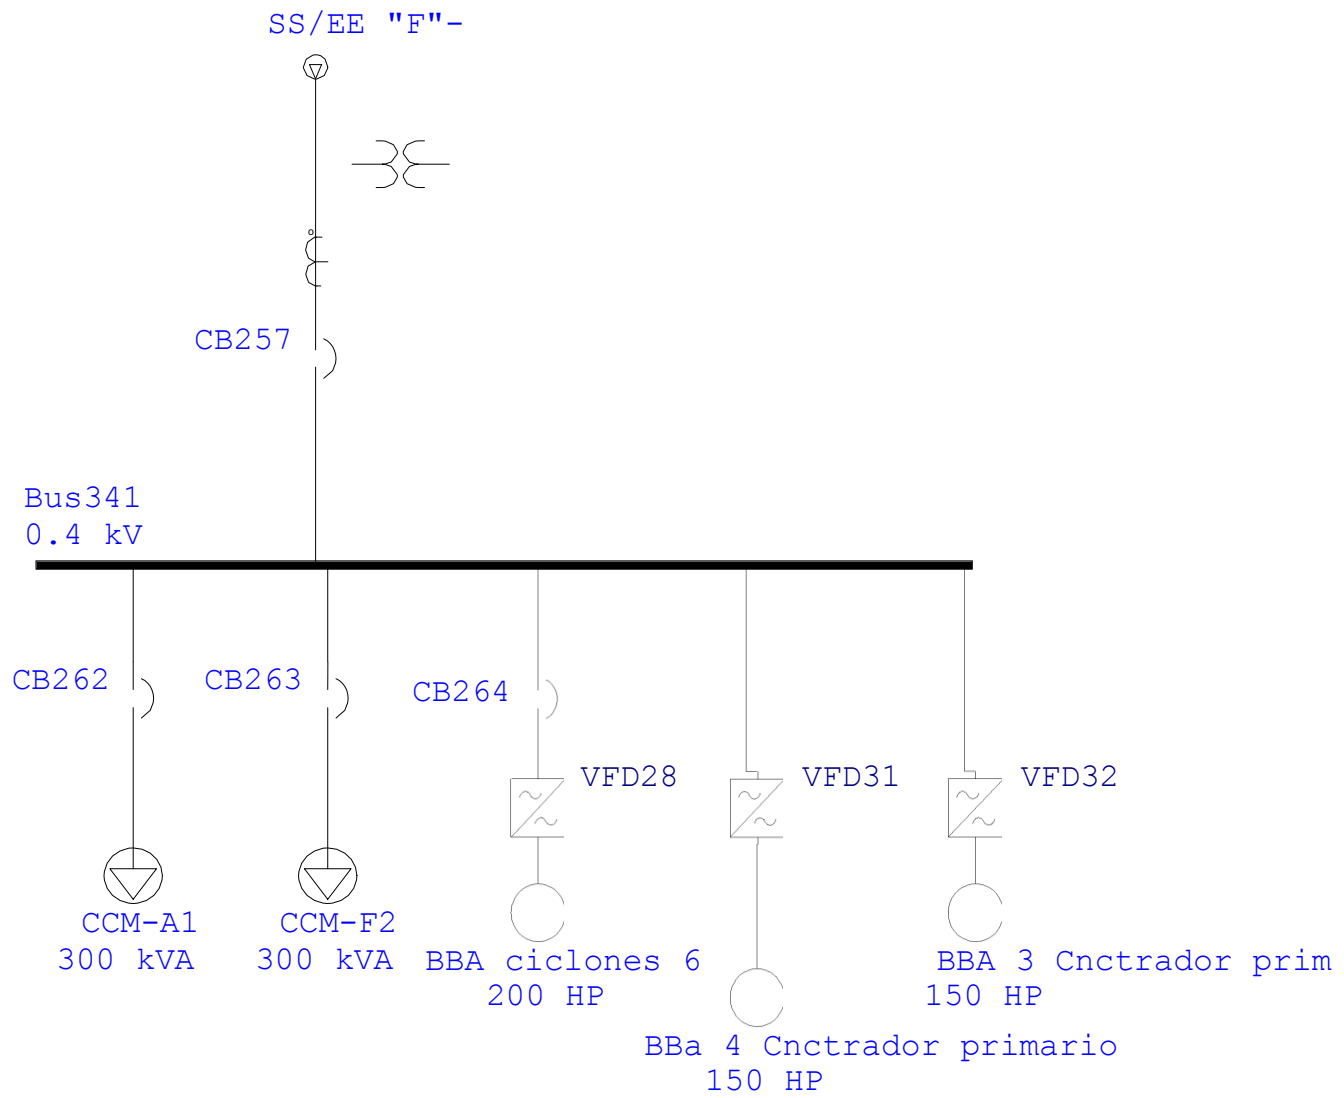 SS/EE "F"-
CB257
Bus341
0.4 kV
CB262
CB263
CB264
VFD28
VFD31
VFD32
CCM-A1
300 kVA
CCM-F2
300 kVA
BBA ciclones 6
200 HP
BBA 3 Cnctrador prim
150 HP
BBa 4 Cnctrador primario
150 HP